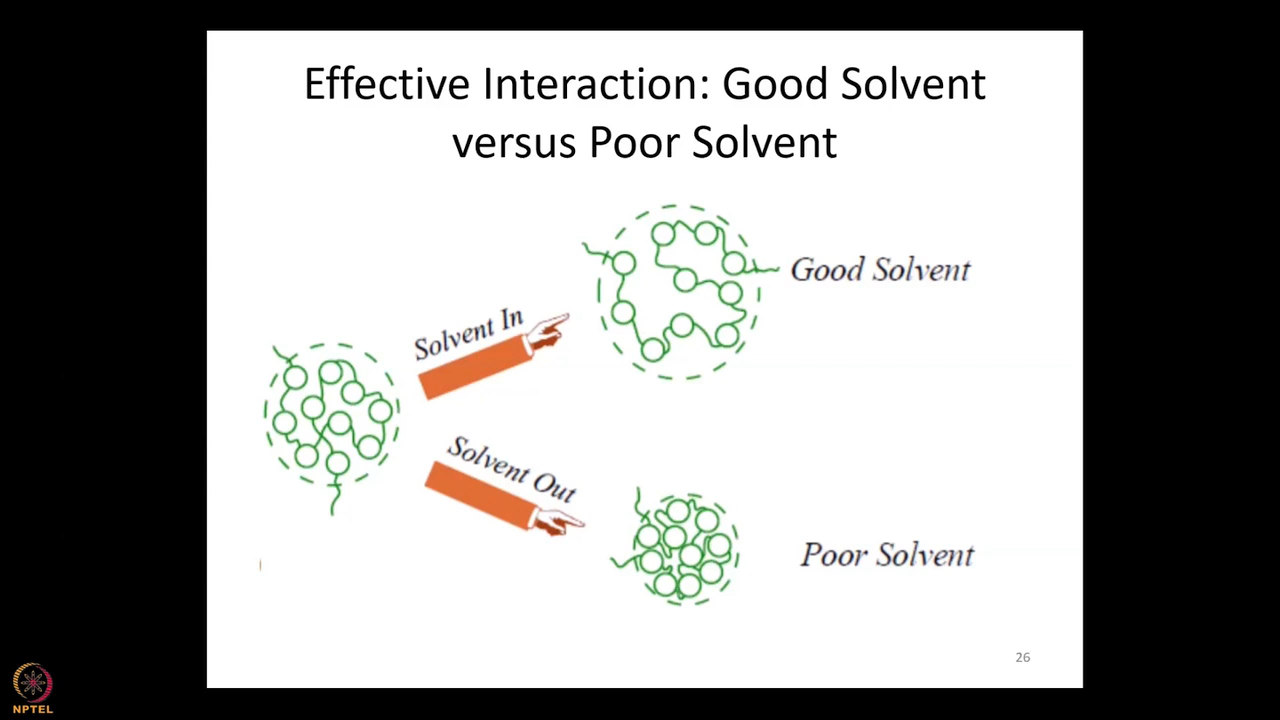 Effective Interaction: Good Solvent
versus Poor Solvent
Solvent In
Good Solvent
Solvent Out
Poor Solvent
26
NPTEL